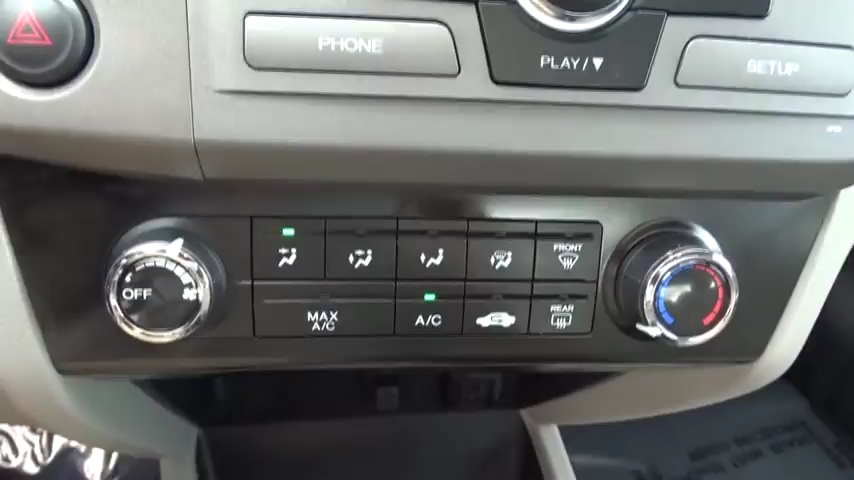 PHONE
PLAY/▼
SETUP
OFF
FRONT
MAX
A/C
A/C
REAR